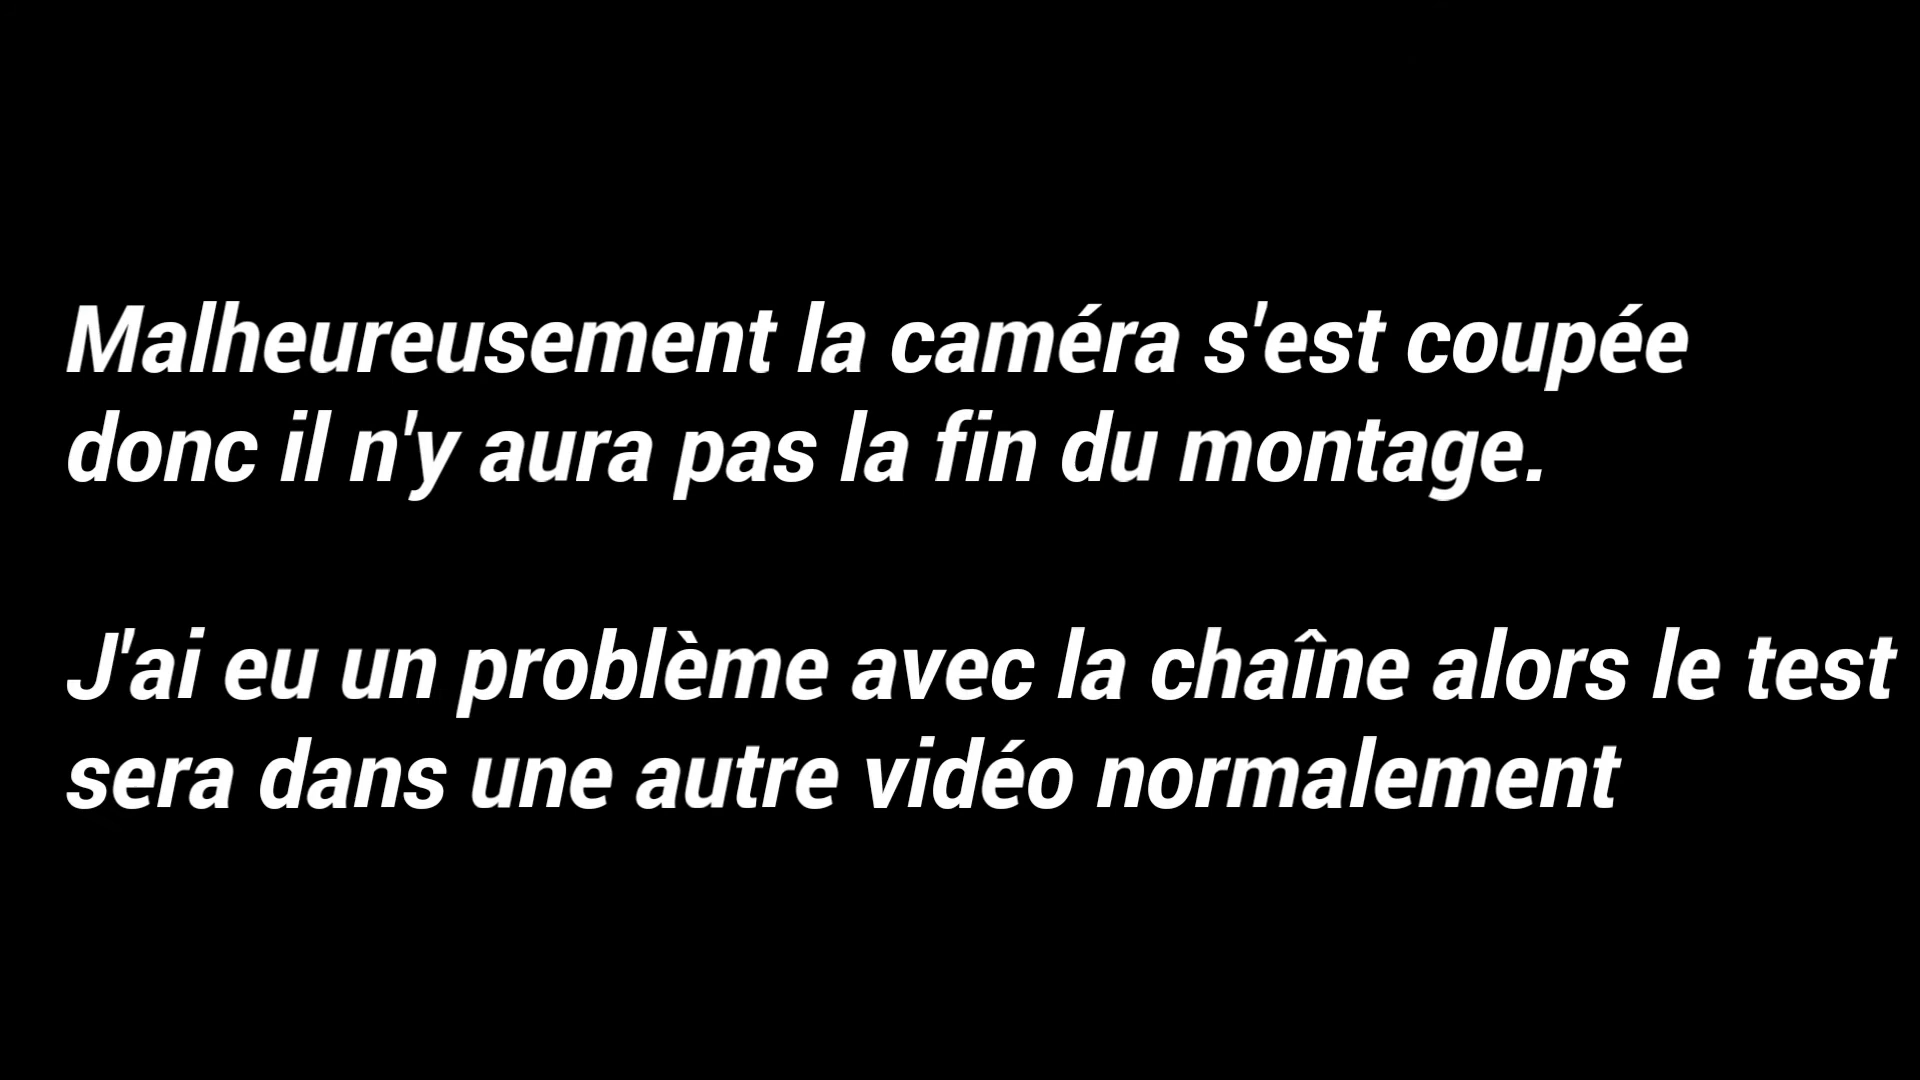 Malheureusement la caméra s'est coupée
donc il n'y aura pas la fin du montage.
J'ai eu un problème avec la chaîne alors le test
sera dans une autre vidéo normalement